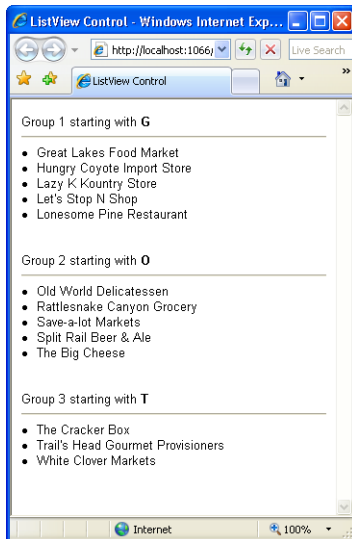 ListView Control - Windows Internet Exp...
http://localhost:1066/
Live Search
ListView Control
»
Group 1 starting with G
• Great Lakes Food Market
• Hungry Coyote Import Store
• Lazy K Kountry Store
• Let's Stop N Shop
• Lonesome Pine Restaurant
Group 2 starting with O
• Old World Delicatessen
• Rattlesnake Canyon Grocery
• Save-a-lot Markets
• Split Rail Beer & Ale
• The Big Cheese
Group 3 starting with T
• The Cracker Box
• Trail's Head Gourmet Provisioners
• White Clover Markets
Internet
100%